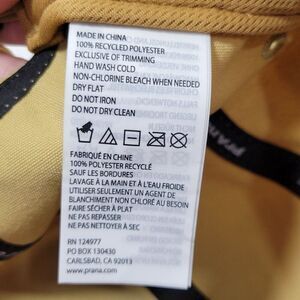 MADE IN CHINA
100% RECYCLED POLYESTER
EXCLUSIVE OF TRIMMING
HAND WASH COLD
NON-CHLORINE BLEACH WHEN NEEDED
DRY FLAT
DO NOT IRON
DO NOT DRY CLEAN
FABRIQUÉ EN CHINE
100% POLYESTER RECYCLÉ
SAUF LES BORDURES
LAVAGE À LA MAIN ET À L'EAU FROIDE
UTILISER SEULEMENT UN AGENT DE
BLANCHIMENT NON CHLORÉ AU BESOIN
FAIRE SÉCHER À PLAT
NE PAS REPASSER
NE PAS NETTOYER À SEC
RN 124977
PO BOX 130430
CARLSBAD, CA 92013
www.prana.com
prAna